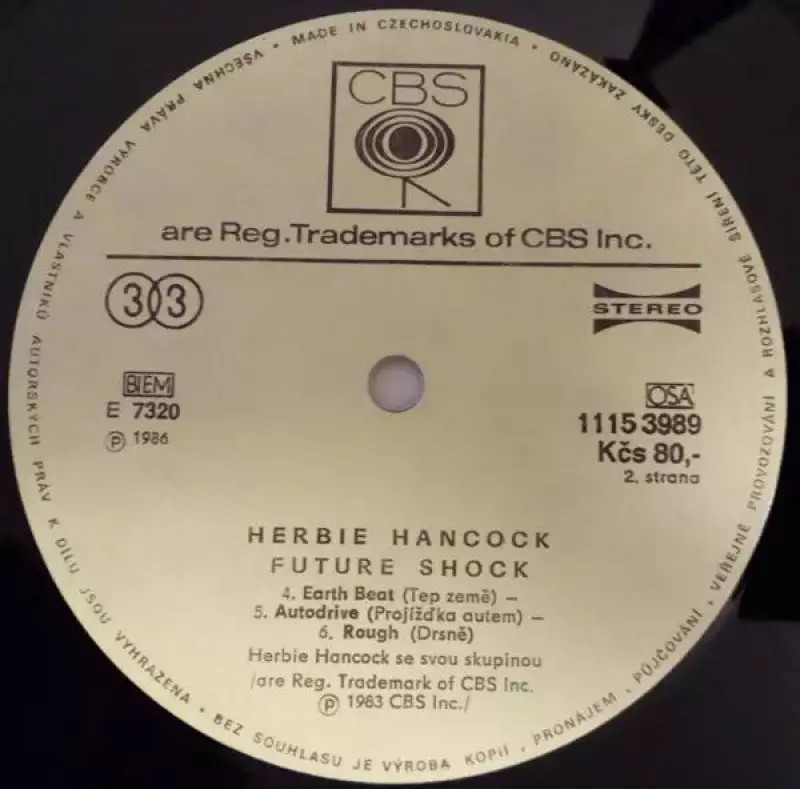 MADE IN CZECHOSLOVAKIA • VŠECHNA PRÁVA VÝROBCE A VLASTNÍKŮ AUTORSKÝCH PRÁV K DÍLU JSOU VYHRAZENA • BEZ SOUHLASU JE VÝROBA KOPIÍ, PRONÁJEM, PŮJČOVÁNÍ, VEŘEJNÉ PROVOZOVÁNÍ A ROZHLASOVÉ ŠÍŘENÍ TÉTO DESKY ZAKÁZÁNO •
CBS
are Reg.Trademarks of CBS Inc.
33
STEREO
BIEM
E 7320
Ⓟ 1986
OSA
1115 3989
Kčs 80,-
2. strana
HERBIE HANCOCK
FUTURE SHOCK
4. Earth Beat (Tep země) –
5. Autodrive (Projížďka autem) –
6. Rough (Drsně)
Herbie Hancock se svou skupinou
/are Reg. Trademark of CBS Inc.
Ⓟ 1983 CBS Inc./